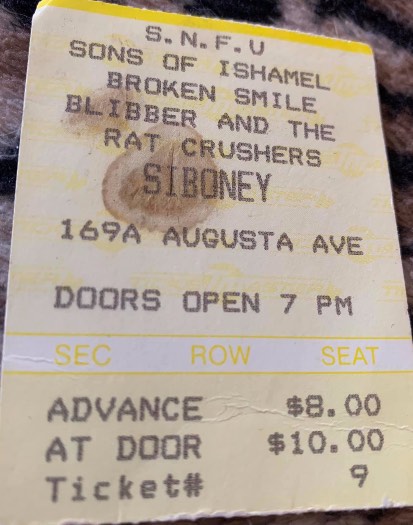 S.N.F.U
SONS OF ISHAMEL
BROKEN SMILE
BLIBBER AND THE
RAT CRUSHERS
SIBONEY
169A AUGUSTA AVE
DOORS OPEN 7 PM
SEC ROW SEAT
ADVANCE $8.00
AT DOOR $10.00
Ticket# 9